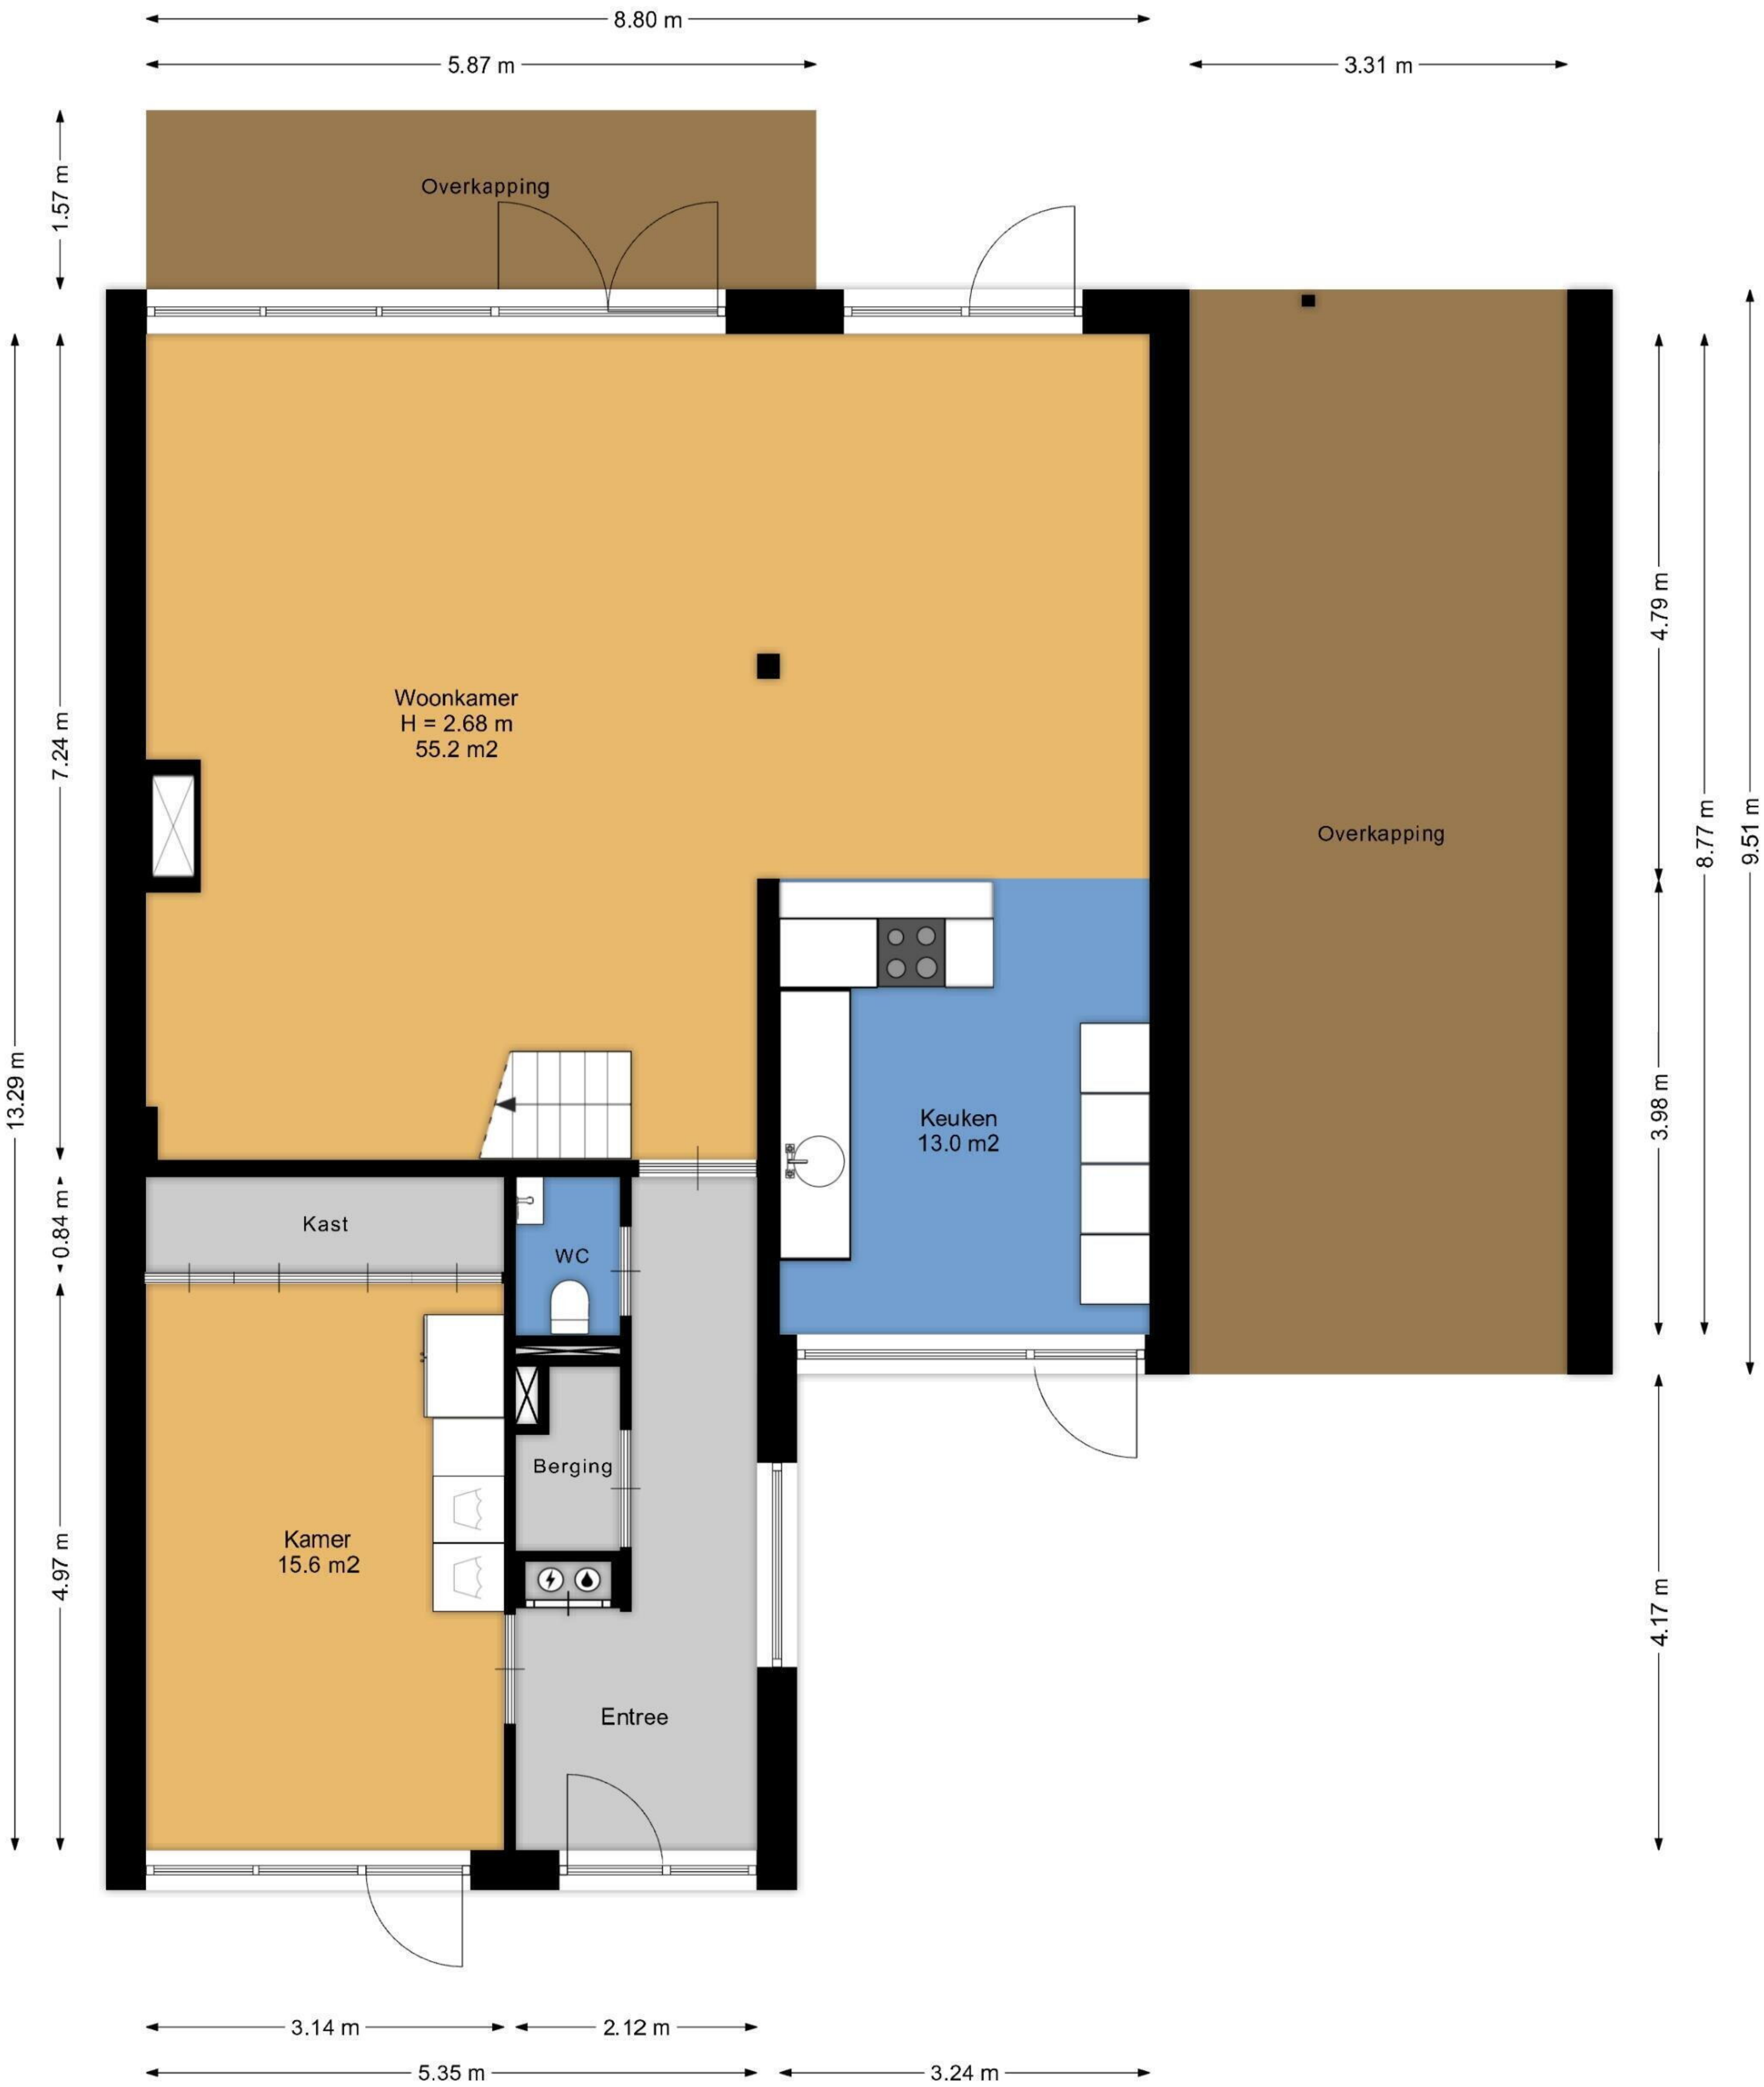 8.80 m
5.87 m
3.31 m
1.57 m
Overkapping
4.79 m
7.24 m
Woonkamer
H = 2.68 m
55.2 m2
Overkapping
8.77 m
9.51 m
13.29 m
3.98 m
Keuken
13.0 m2
0.84 m
Kast
WC
Berging
Kamer
15.6 m2
4.97 m
4.17 m
Entree
3.14 m
2.12 m
5.35 m
3.24 m